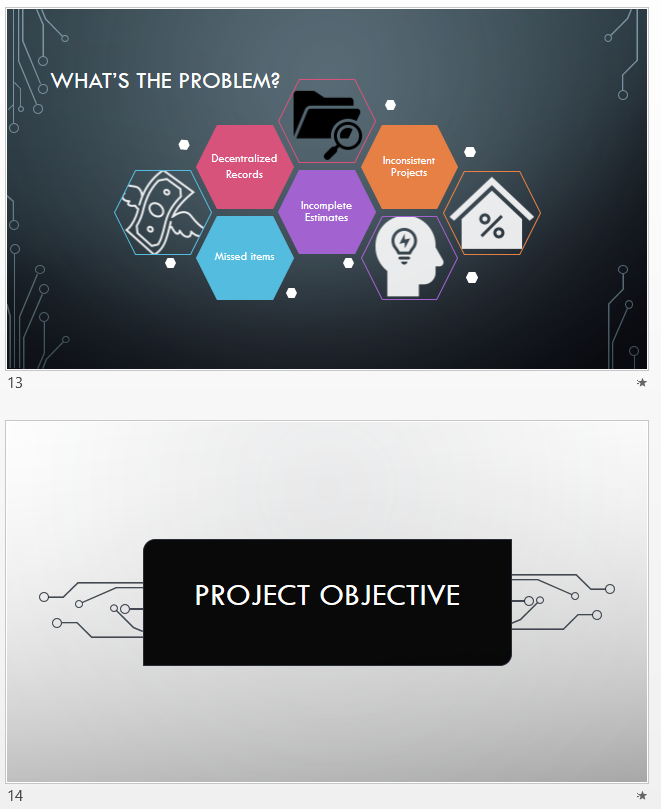 WHAT'S THE PROBLEM?
Decentralized
Records
Inconsistent
Projects
Incomplete
Estimates
Missed items
%
13
PROJECT OBJECTIVE
14